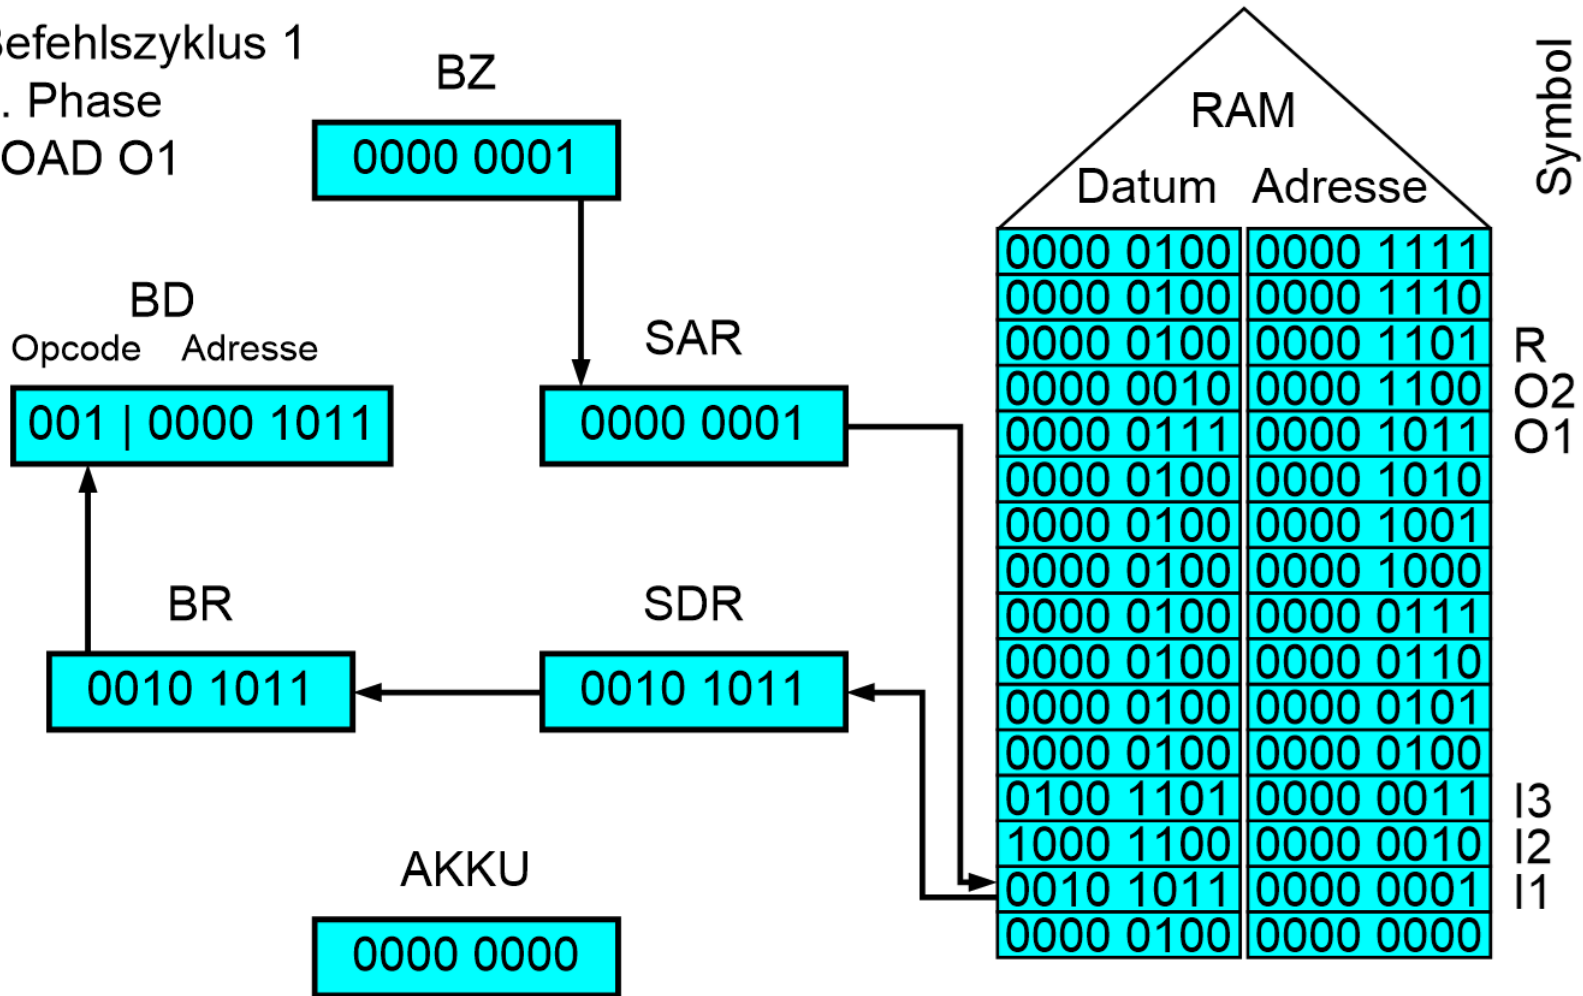 efehlszyklus 1
. Phase
OAD O1
BZ
0000 0001
BD
Opcode Adresse
001 | 0000 1011
SAR
0000 0001
BR
0010 1011
SDR
0010 1011
AKKU
0000 0000
RAM
Datum Adresse
Symbol
0000 0100 0000 1111
0000 0100 0000 1110
0000 0100 0000 1101 R
0000 0010 0000 1100 O2
0000 0111 0000 1011 O1
0000 0100 0000 1010
0000 0100 0000 1001
0000 0100 0000 1000
0000 0100 0000 0111
0000 0100 0000 0110
0000 0100 0000 0101
0000 0100 0000 0100
0100 1101 0000 0011 I3
1000 1100 0000 0010 I2
0010 1011 0000 0001 I1
0000 0100 0000 0000